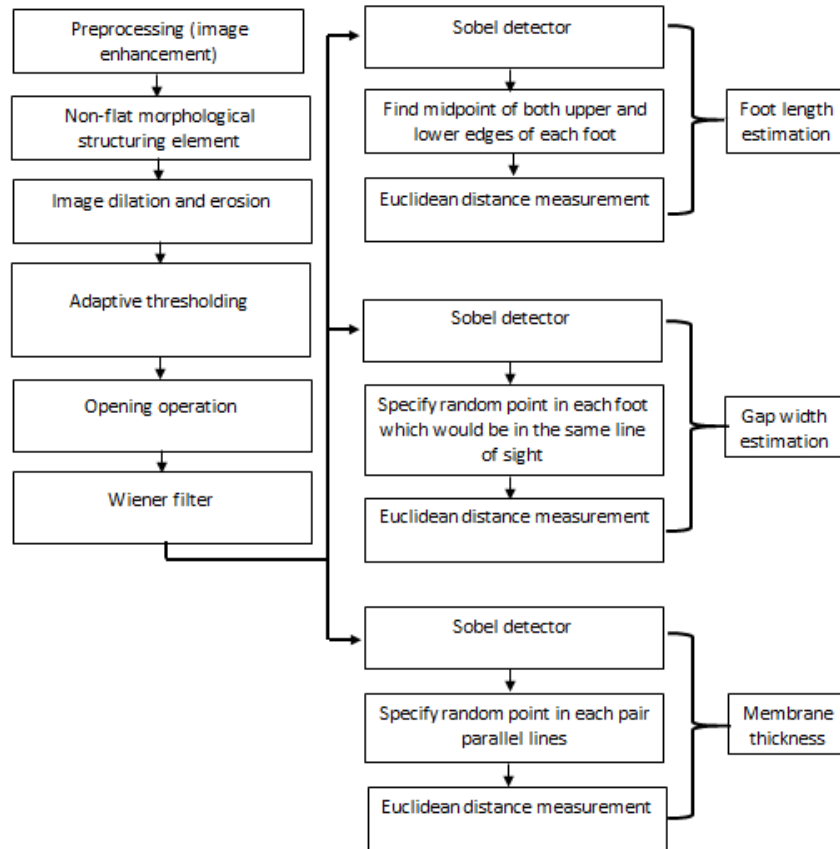 Preprocessing (image
enhancement)
Non-flat morphological
structuring element
Image dilation and erosion
Adaptive thresholding
Opening operation
Wiener filter
Sobel detector
Find midpoint of both upper and
lower edges of each foot
Euclidean distance measurement
Foot length
estimation
Sobel detector
Specify random point in each foot
which would be in the same line
of sight
Euclidean distance measurement
Gap width
estimation
Sobel detector
Specify random point in each pair
parallel lines
Euclidean distance measurement
Membrane
thickness